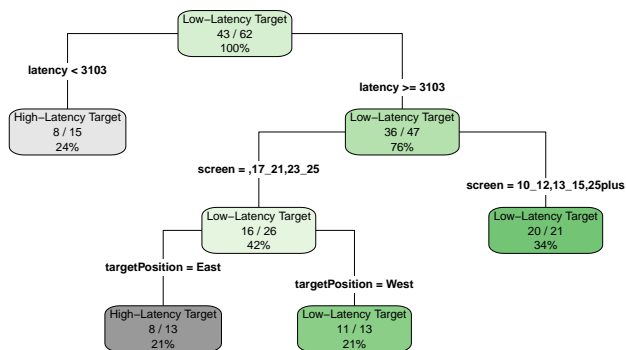 Low−Latency Target
43 / 62
100%
latency < 3103
latency >= 3103
High−Latency Target
8 / 15
24%
Low−Latency Target
36 / 47
76%
screen = ,17_21,23_25
screen = 10_12,13_15,25plus
Low−Latency Target
16 / 26
42%
Low−Latency Target
20 / 21
34%
targetPosition = East
targetPosition = West
High−Latency Target
8 / 13
21%
Low−Latency Target
11 / 13
21%